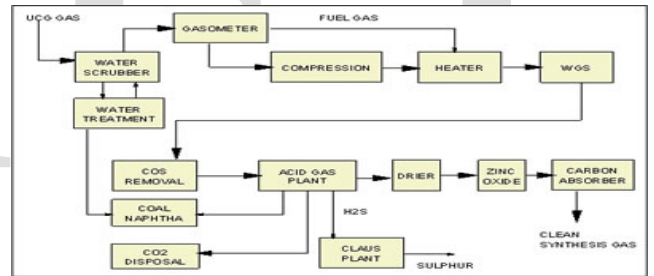 UCG GAS
FUEL GAS
GASOMETER
WATER
SCRUBBER
COMPRESSION
HEATER
WGS
WATER
TREATMENT
COS
REMOVAL
ACID GAS
PLANT
DRIER
ZINC
OXIDE
CARBON
ABSORBER
COAL
NAPHTHA
H2S
CO2
DISPOSAL
CLAUS
PLANT
SULPHUR
CLEAN
SYNTHESIS GAS